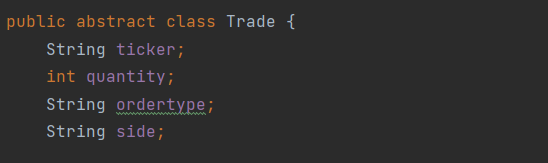 public abstract class Trade {
    String ticker;
    int quantity;
    String ordertype;
    String side;